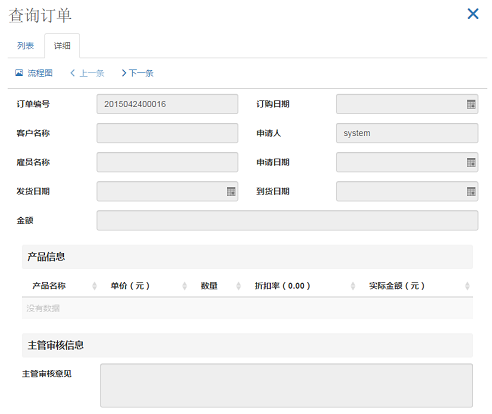 查询订单
列表 详细
流程图 上一条 下一条
订单编号 2015042400016 订购日期
客户名称 申请人 system
雇员名称 申请日期
发货日期 到货日期
金额
产品信息
产品名称 单价（元） 数量 折扣率（0.00） 实际金额（元）
没有数据
主管审核信息
主管审核意见